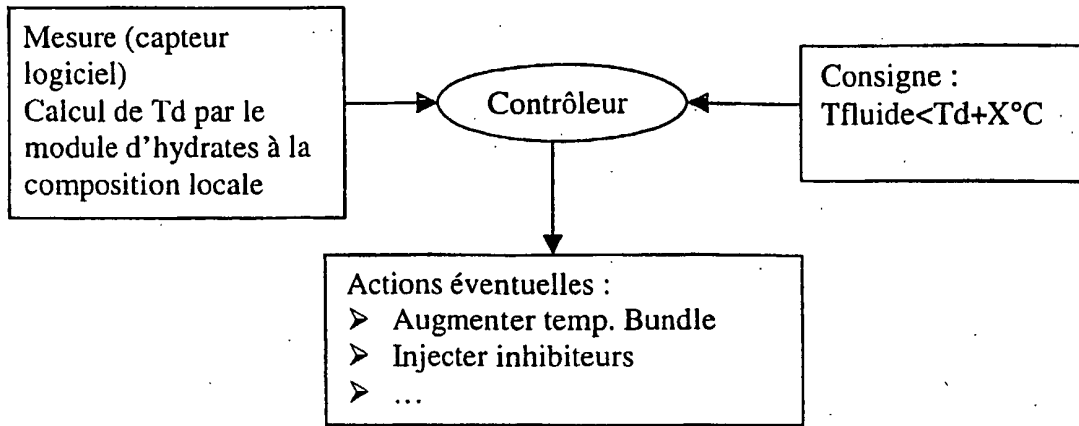 Mesure (capteur
logiciel)
Calcul de Td par le
module d'hydrates à la
composition locale
Contrôleur
Consigne :
Tfluide<Td+X°C
Actions éventuelles :
➢ Augmenter temp. Bundle
➢ Injecter inhibiteurs
➢ ...